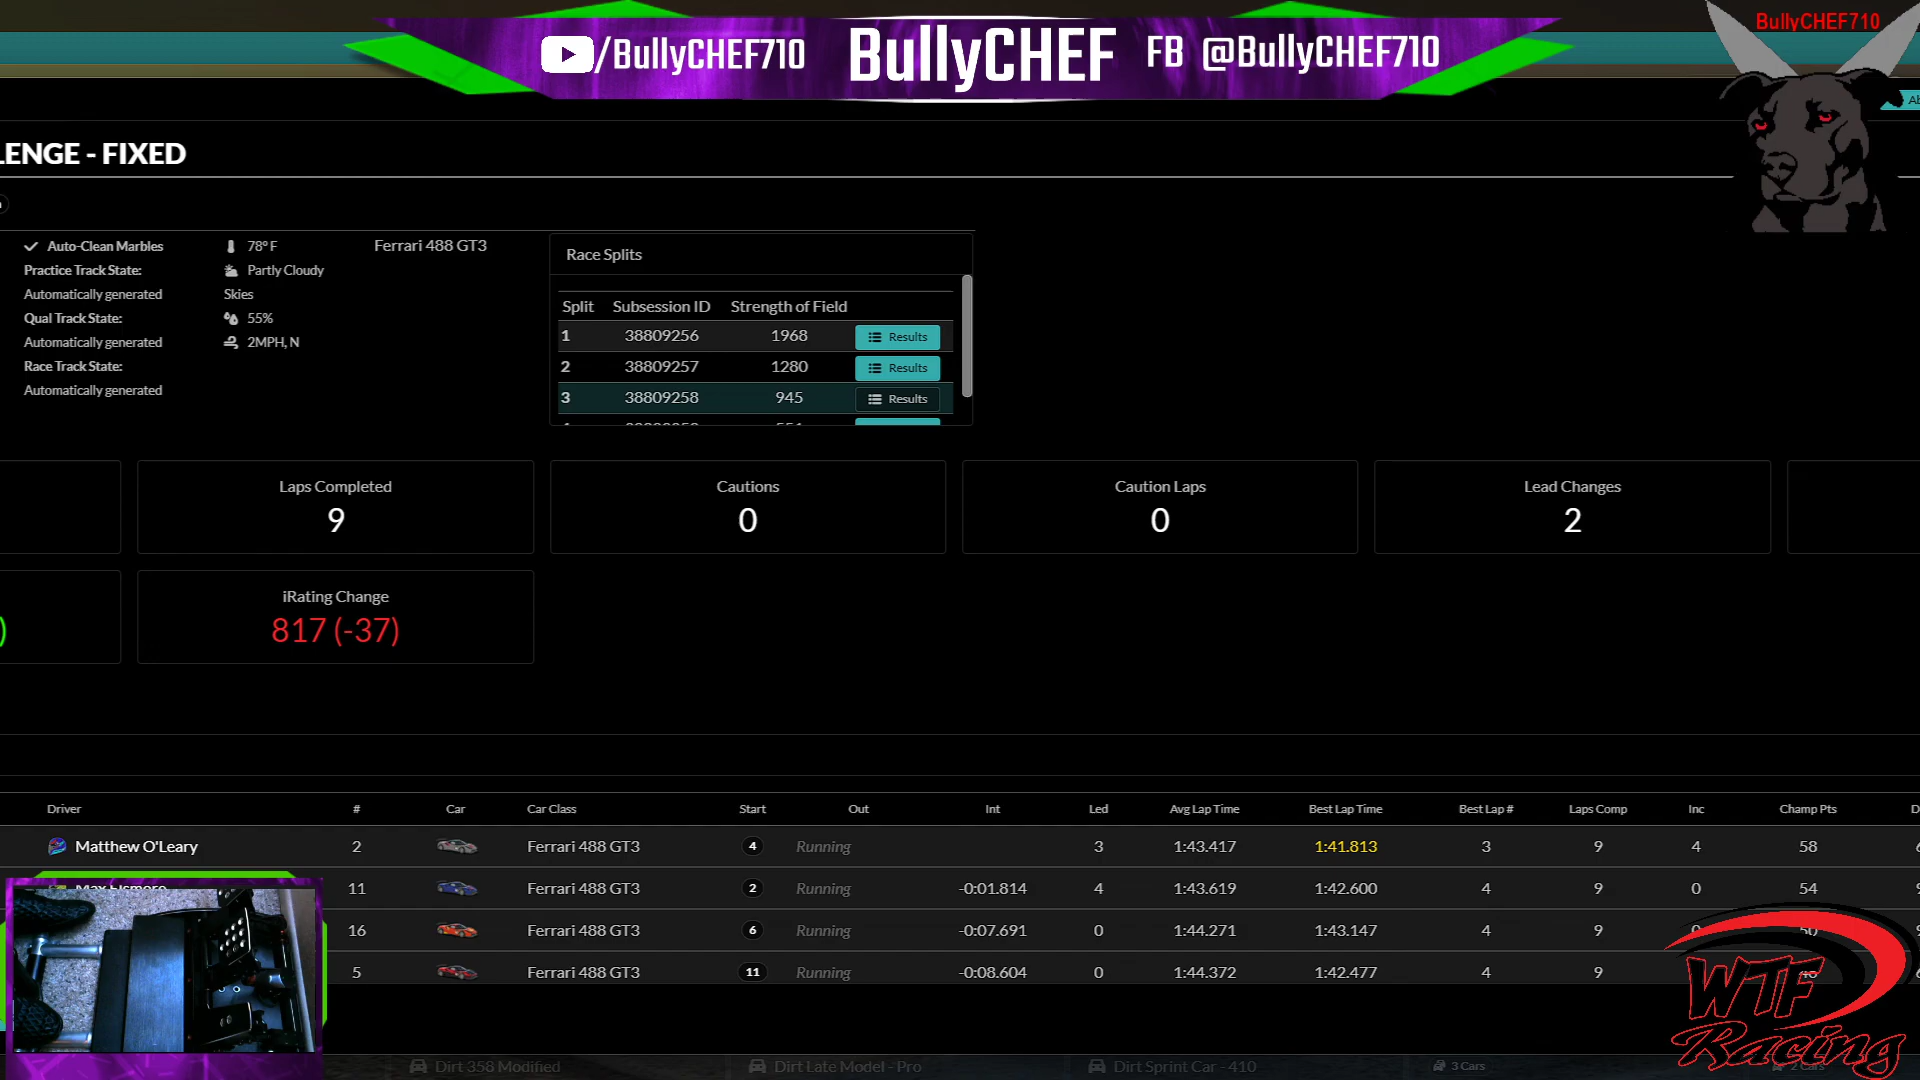 BullyCHEF710
/BullyCHEF710 BullyCHEF FB @BullyCHEF710
LENGE - FIXED
Auto-Clean Marbles
Practice Track State:
Automatically generated
Qual Track State:
Automatically generated
Race Track State:
Automatically generated
78° F
Partly Cloudy
Skies
55%
2MPH, N
Ferrari 488 GT3
Race Splits
Split Subsession ID Strength of Field
1 38809256 1968 Results
2 38809257 1280 Results
3 38809258 945 Results
Laps Completed
9
Cautions
0
Caution Laps
0
Lead Changes
2
iRating Change
817 (-37)
Driver # Car Car Class Start Out Int Led Avg Lap Time Best Lap Time Best Lap # Laps Comp Inc Champ Pts
Matthew O'Leary 2 Ferrari 488 GT3 4 Running 3 1:43.417 1:41.813 3 9 4 58
11 Ferrari 488 GT3 2 Running -0:01.814 4 1:43.619 1:42.600 4 9 0 54
16 Ferrari 488 GT3 6 Running -0:07.691 0 1:44.271 1:43.147 4 9
5 Ferrari 488 GT3 11 Running -0:08.604 0 1:44.372 1:42.477 4 9
WTF
Racing
Dirt 358 Modified Dirt Late Model - Pro Dirt Sprint Car - 410 3 Cars 2 Cars